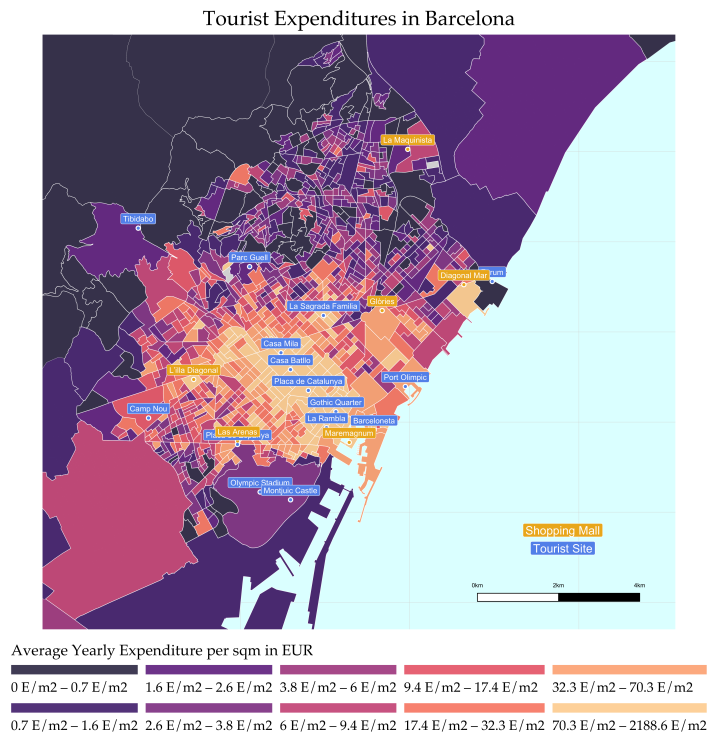 Tourist Expenditures in Barcelona
La Maquinista
Tibidabo
Parc Guell
Diagonal Mar
La Sagrada Familia
Glories
Casa Mila
Casa Batllo
L'illa Diagonal
Placa de Catalunya
Port Olimpic
Camp Nou
Gothic Quarter
La Rambla
Barceloneta
Las Arenas
Maremagnum
Olympic Stadium
Montjuic Castle
Shopping Mall
Tourist Site
0km 2km 4km
Average Yearly Expenditure per sqm in EUR
0 E/m2 – 0.7 E/m2 1.6 E/m2 – 2.6 E/m2 3.8 E/m2 – 6 E/m2 9.4 E/m2 – 17.4 E/m2 32.3 E/m2 – 70.3 E/m2
0.7 E/m2 – 1.6 E/m2 2.6 E/m2 – 3.8 E/m2 6 E/m2 – 9.4 E/m2 17.4 E/m2 – 32.3 E/m2 70.3 E/m2 – 2188.6 E/m2